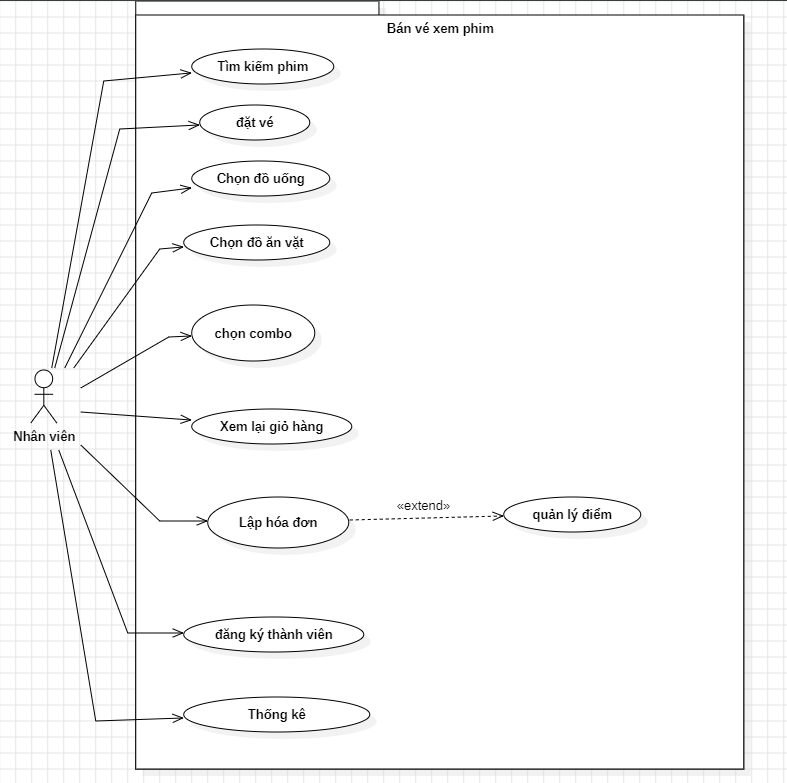 Bán vé xem phim
Tìm kiếm phim
đặt vé
Chọn đồ uống
Chọn đồ ăn vặt
chọn combo
Nhân viên
Xem lại giỏ hàng
Lập hóa đơn
«extend»
quản lý điểm
đăng ký thành viên
Thống kê